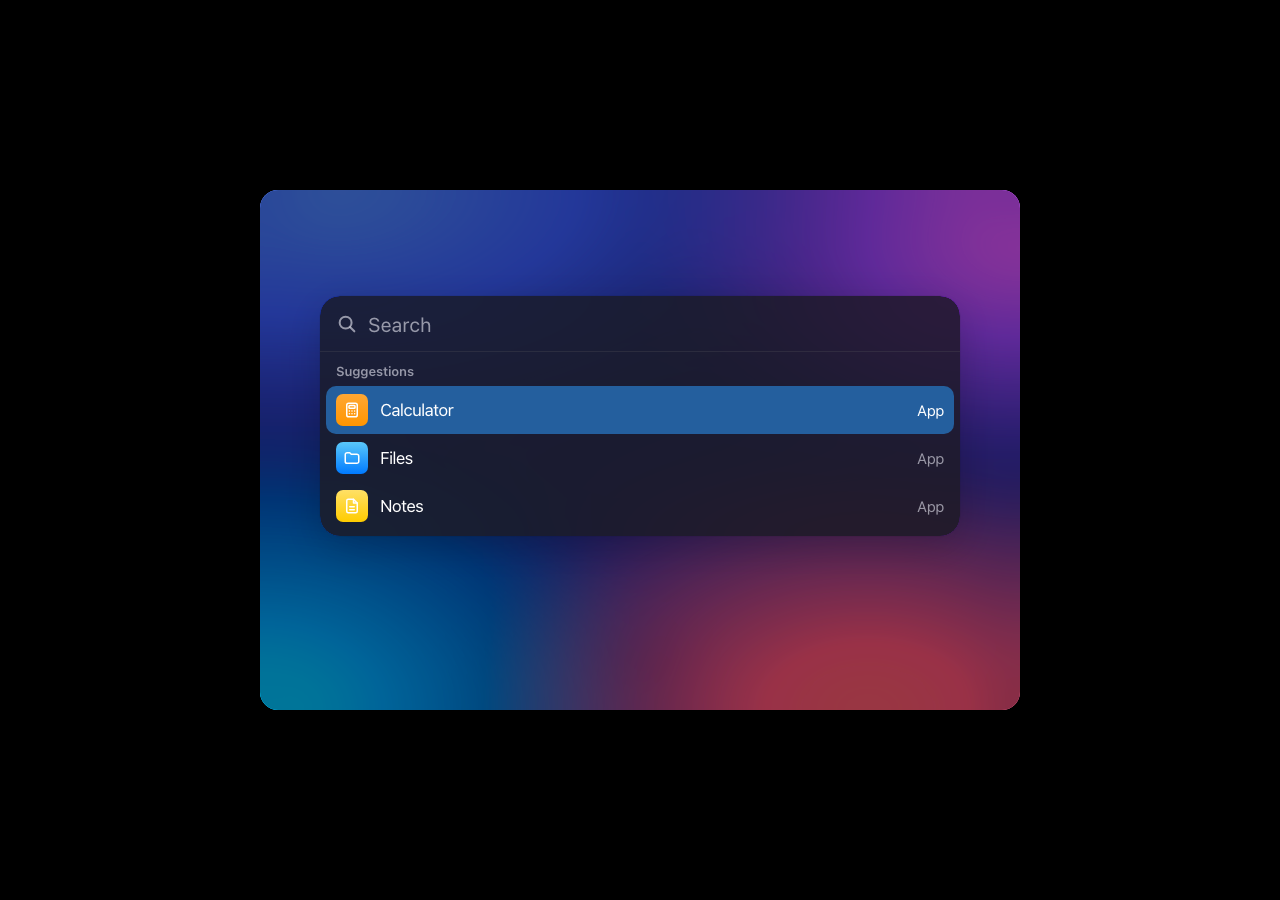 Search
Suggestions
Calculator App
Files App
Notes App